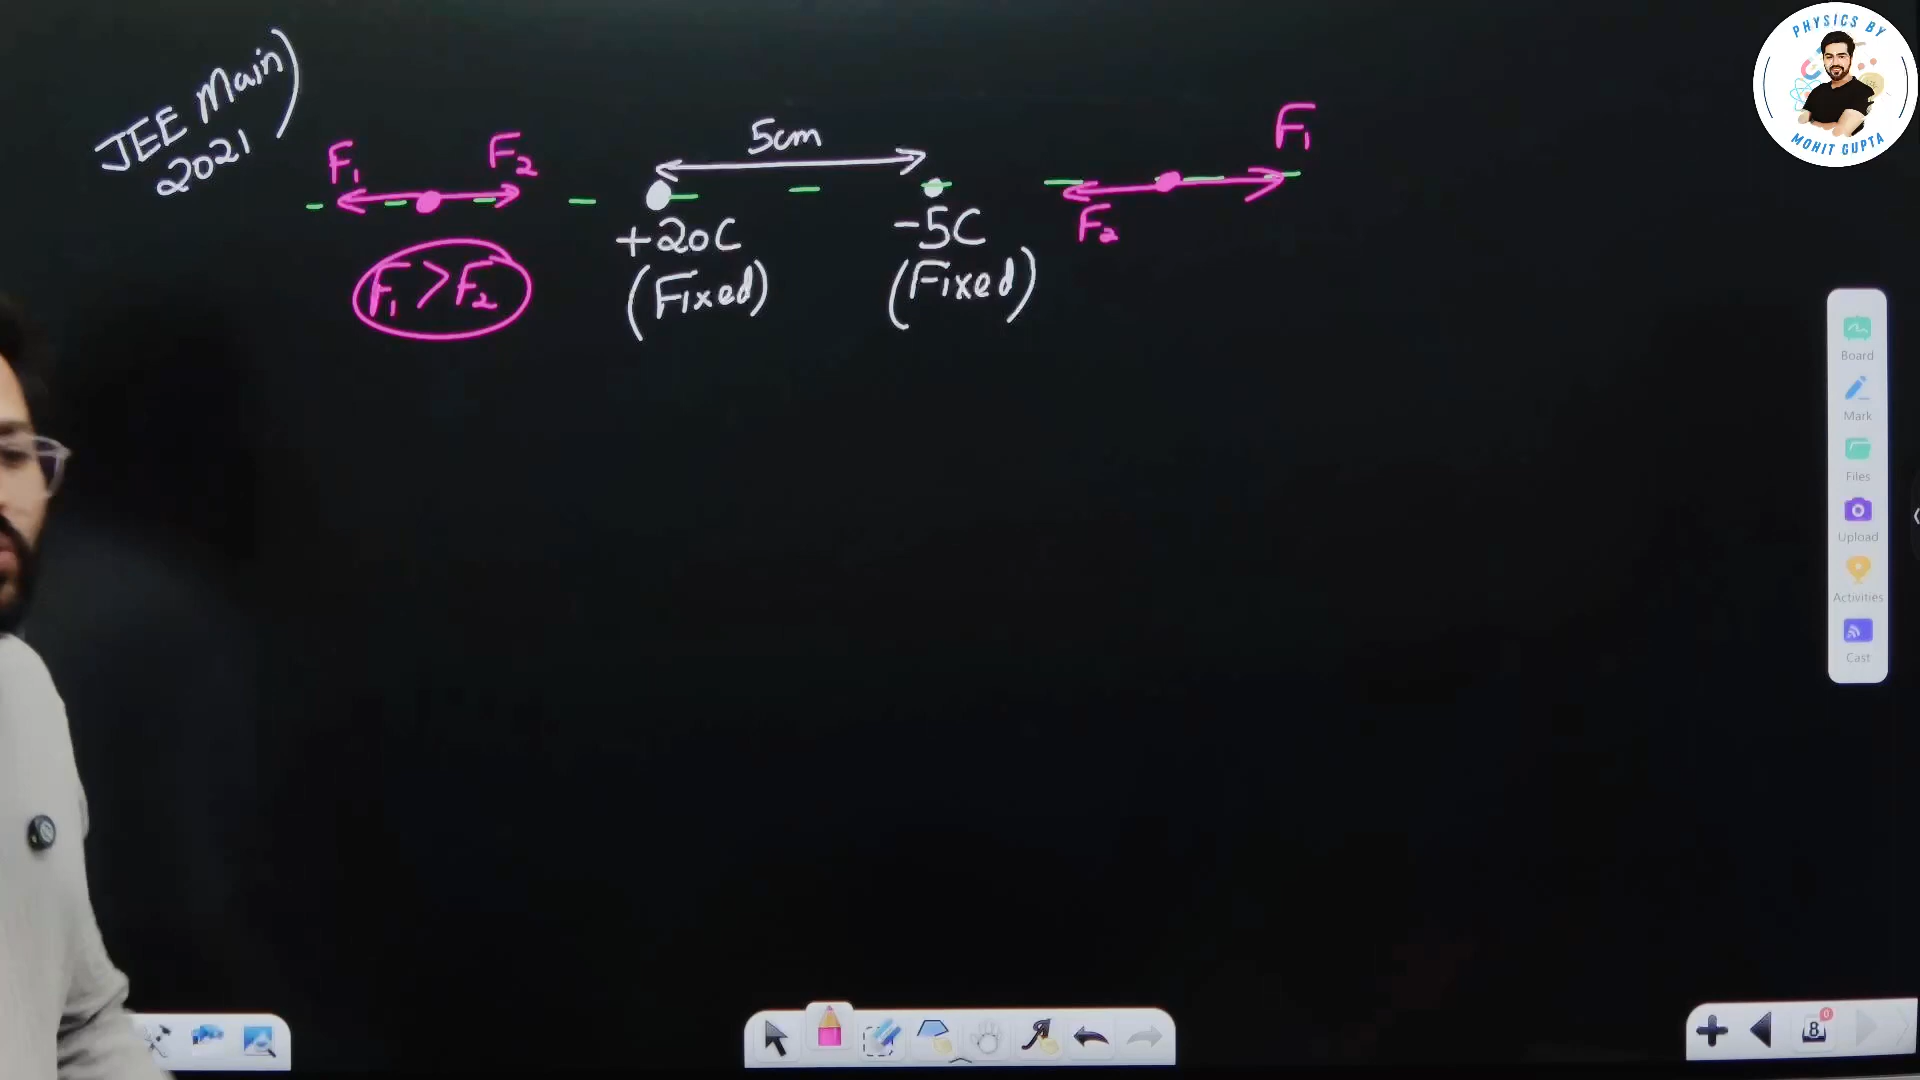 JEE Main)
2021
F₁
F₂
F₁ > F₂
5cm
+20C
(Fixed)
-5C
(Fixed)
F₂
F₁
PHYSICS BY
MOHIT GUPTA
Board
Mark
Files
Upload
Activities
Cast
8
0